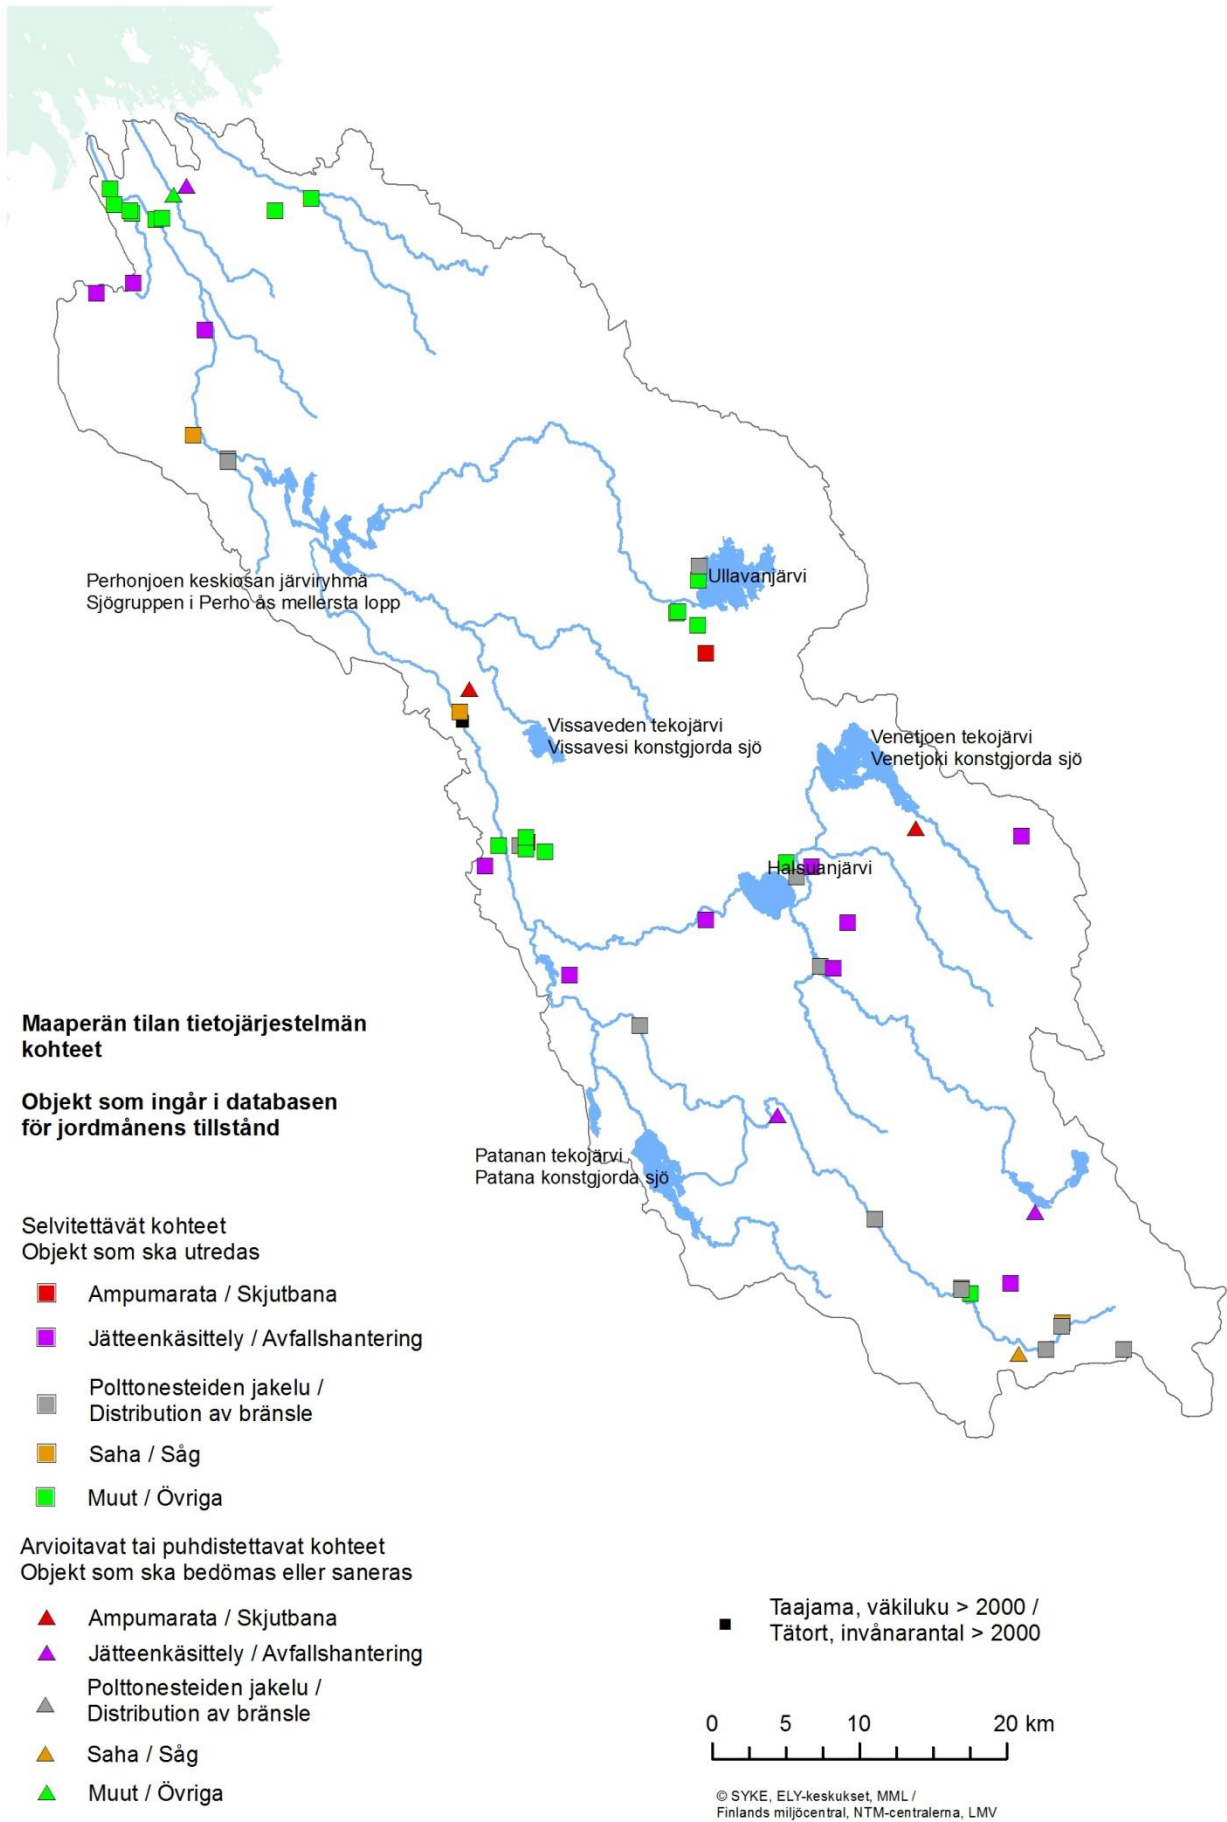 Ullavanjärvi
Perhonjoen keskiosan järviryhmä
Sjögruppen i Perho ås mellersta lopp
Vissaveden tekojärvi
Vissavesi konstgjorda sjö
Venetjoen tekojärvi
Venetjoki konstgjorda sjö
Halsuanjärvi
Maaperän tilan tietojärjestelmän
kohteet
Objekt som ingår i databasen
för jordmånens tillstånd
Patanan tekojärvi
Patana konstgjorda sjö
Selvitettävät kohteet
Objekt som ska utredas
Ampumarata / Skjutbana
Jätteenkäsittely / Avfallshantering
Polttonesteiden jakelu /
Distribution av bränsle
Saha / Såg
Muut / Övriga
Arvioitavat tai puhdistettavat kohteet
Objekt som ska bedömas eller saneras
Ampumarata / Skjutbana
Jätteenkäsittely / Avfallshantering
Polttonesteiden jakelu /
Distribution av bränsle
Saha / Såg
Muut / Övriga
Taajama, väkiluku > 2000 /
Tätort, invånarantal > 2000
0 5 10 20 km
© SYKE, ELY-keskukset, MML /
Finlands miljöcentral, NTM-centralerna, LMV